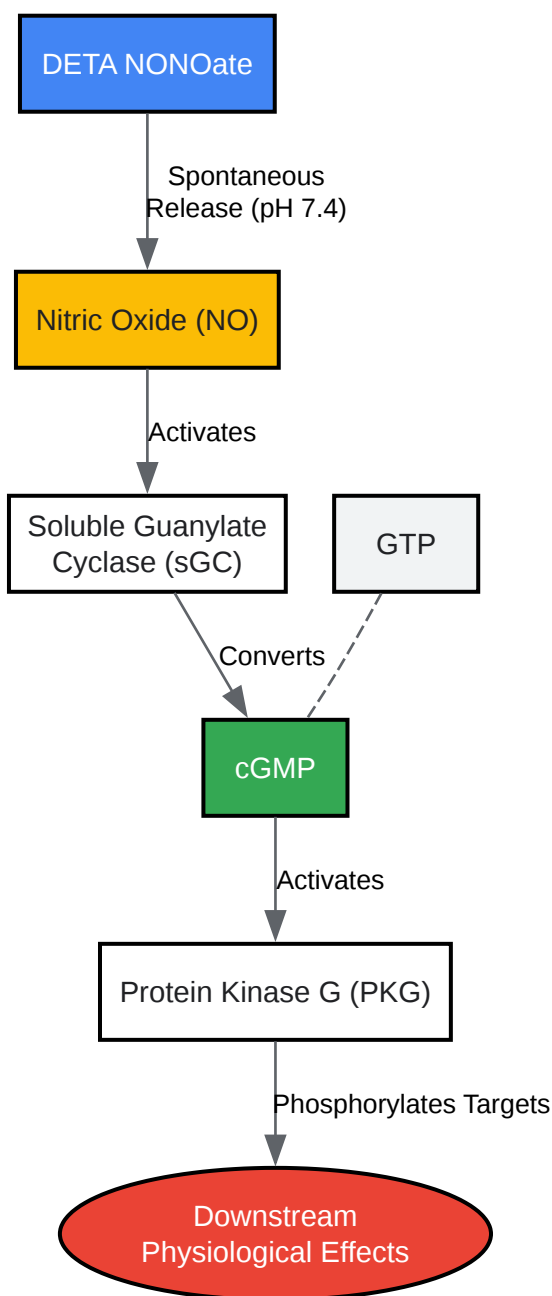 DETA NONOate
Spontaneous
Release (pH 7.4)
Nitric Oxide (NO)
Activates
Soluble Guanylate
Cyclase (sGC)
GTP
Converts
cGMP
Activates
Protein Kinase G (PKG)
Phosphorylates Targets
Downstream
Physiological Effects